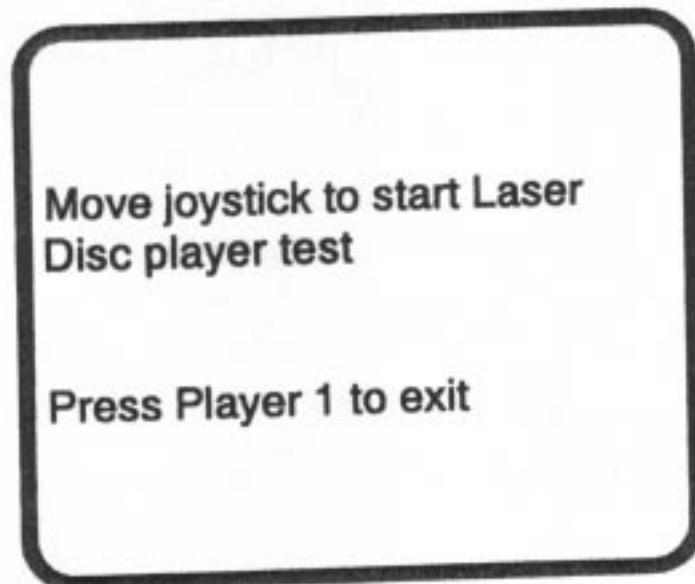 Move joystick to start Laser
Disc player test
Press Player 1 to exit